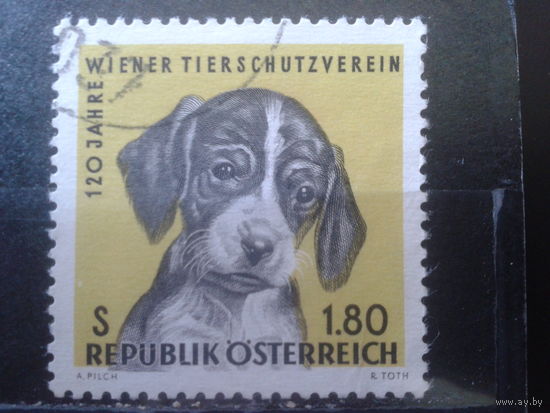 120 JAHRE WIENER TIERSCHUTZVEREIN
S 1.80
REPUBLIK ÖSTERREICH
A. PILCH R. TOTH
www.ay.by